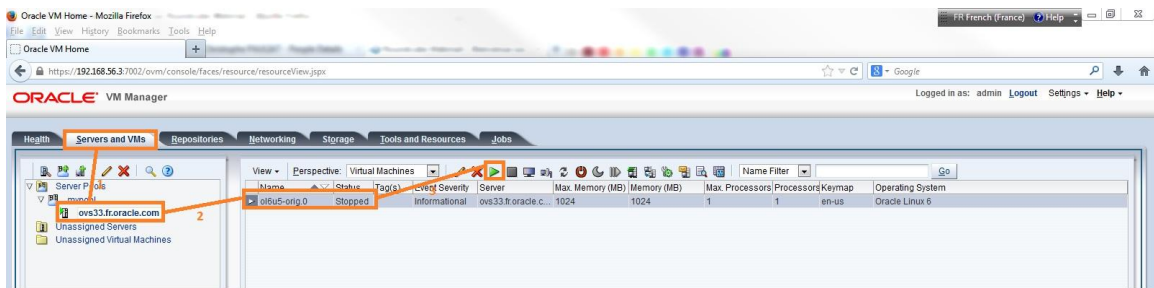 Oracle VM Home - Mozilla Firefox
FR French (France) Help
File Edit View History Bookmarks Tools Help
Oracle VM Home +
https://192.168.56.3:7002/ovm/console/faces/resource/resourceView.jspx
Google
ORACLE VM Manager
Logged in as: admin Logout Settings Help
Health Servers and VMs Repositories Networking Storage Tools and Resources Jobs
View Perspective: Virtual Machines Name Filter Go
Server Pools
Name Status Tag(s) Event Severity Server Max. Memory (MB) Memory (MB) Max. Processors Processors Keymap Operating System
mypool
ol6u5-orig.0 Stopped Informational ovs33.fr.oracle.c... 1024 1024 1 1 en-us Oracle Linux 6
ovs33.fr.oracle.com
2
Unassigned Servers
Unassigned Virtual Machines